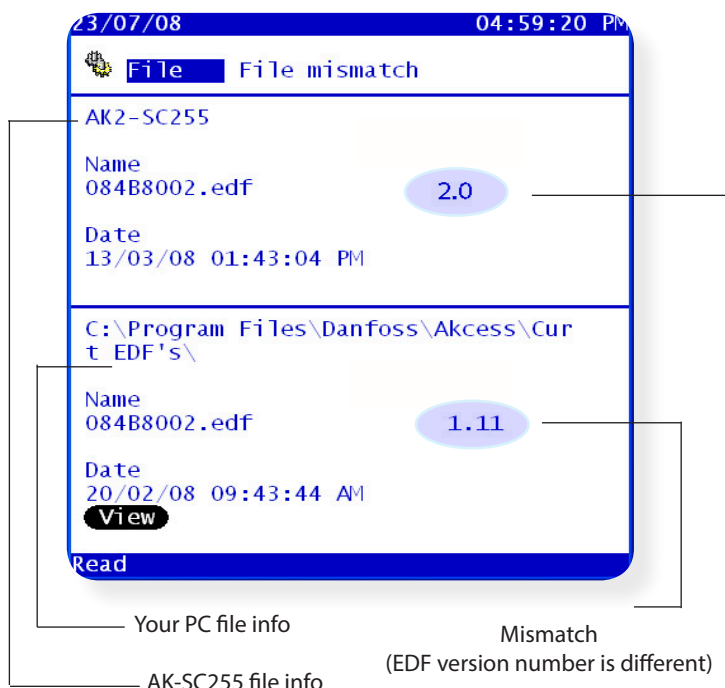 23/07/08 04:59:20 PM
File File mismatch
AK2-SC255
Name
084B8002.edf 2.0
Date
13/03/08 01:43:04 PM
C:\Program Files\Danfoss\Akcess\Cur
t EDF's\
Name
084B8002.edf 1.11
Date
20/02/08 09:43:44 AM
View
Read
Your PC file info
Mismatch
(EDF version number is different)
AK-SC255 file info